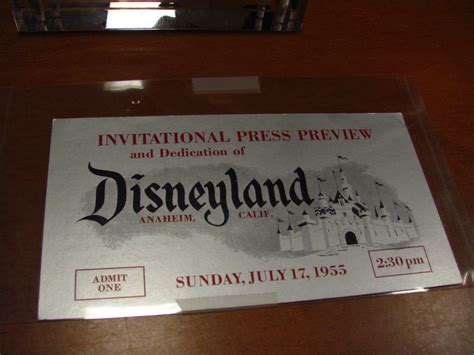 INVITATIONAL PRESS PREVIEW
and Dedication of
Disneyland
ANAHEIM, CALIF.
ADMIT
ONE
SUNDAY, JULY 17, 1955
2:30 pm